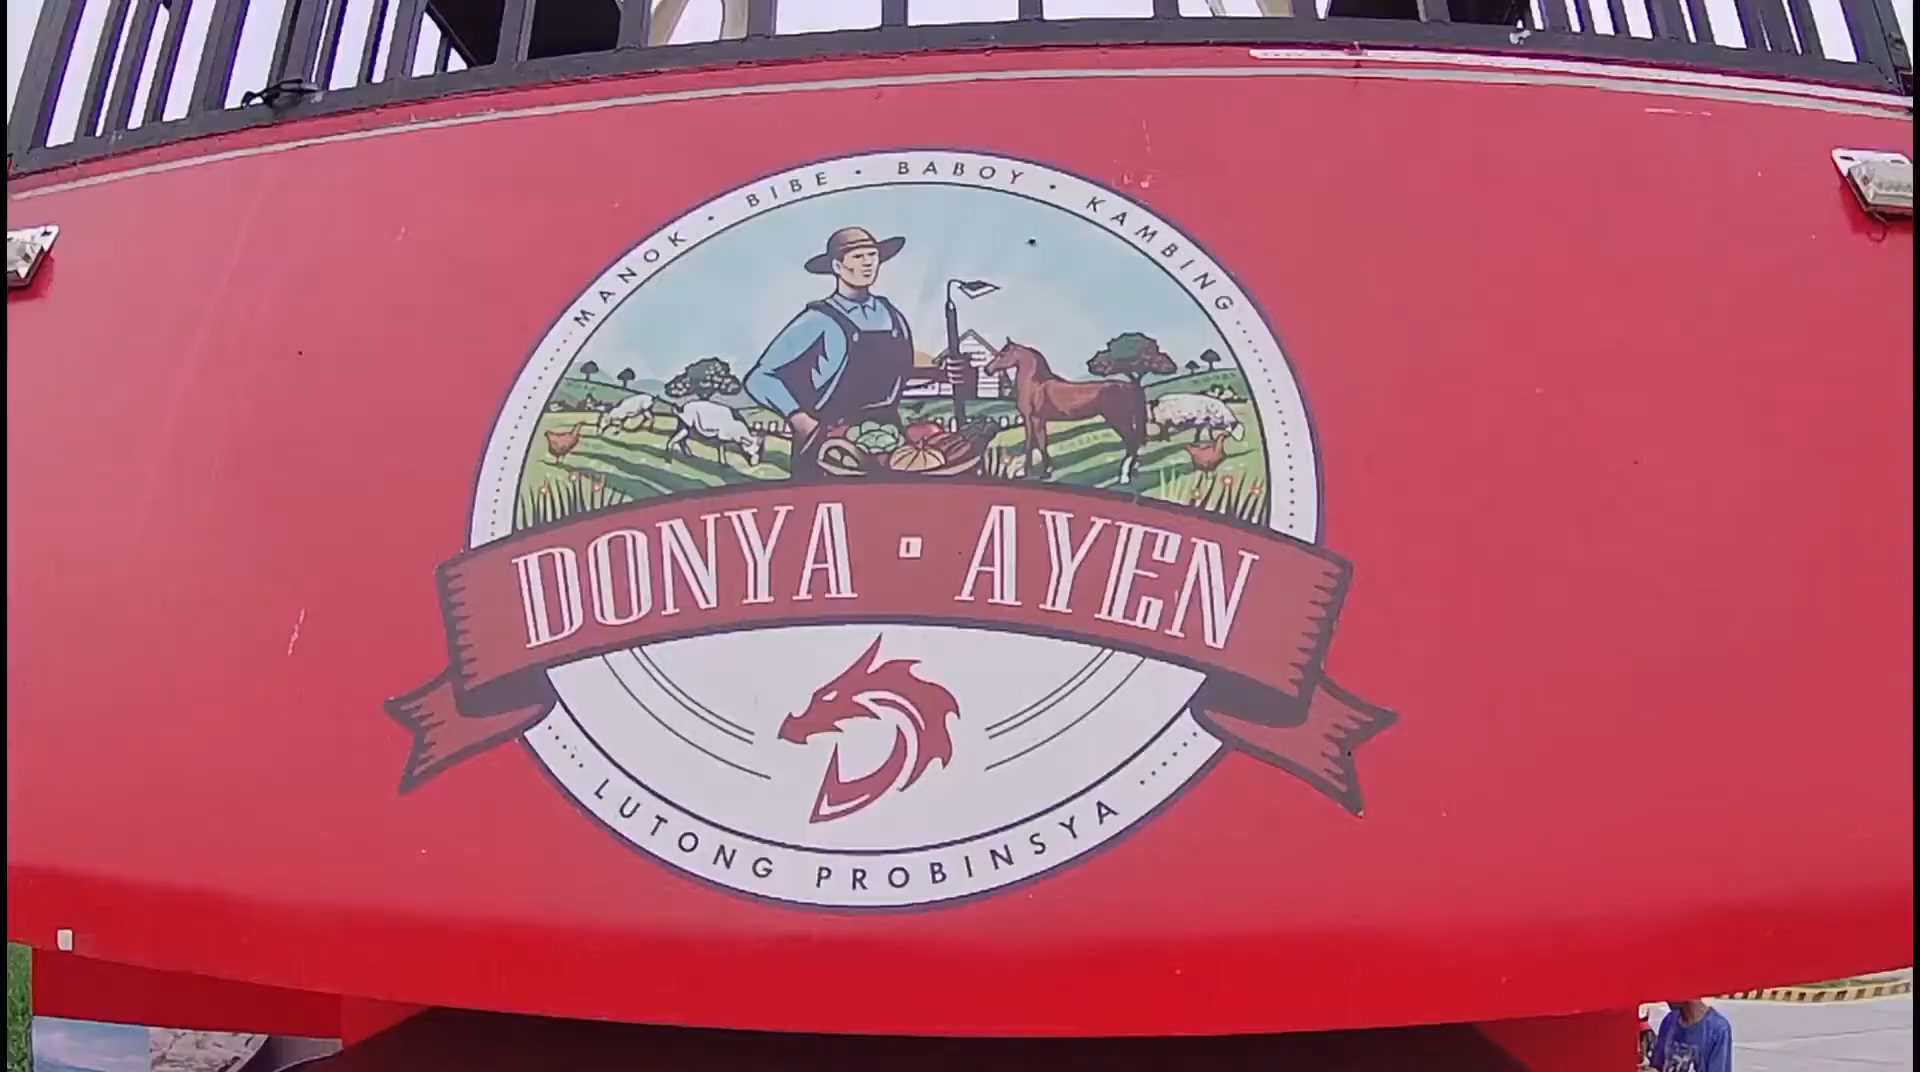 MANOK • BIBE • BABOY • KAMBING
DONYA • AYEN
LUTONG PROBINSYA